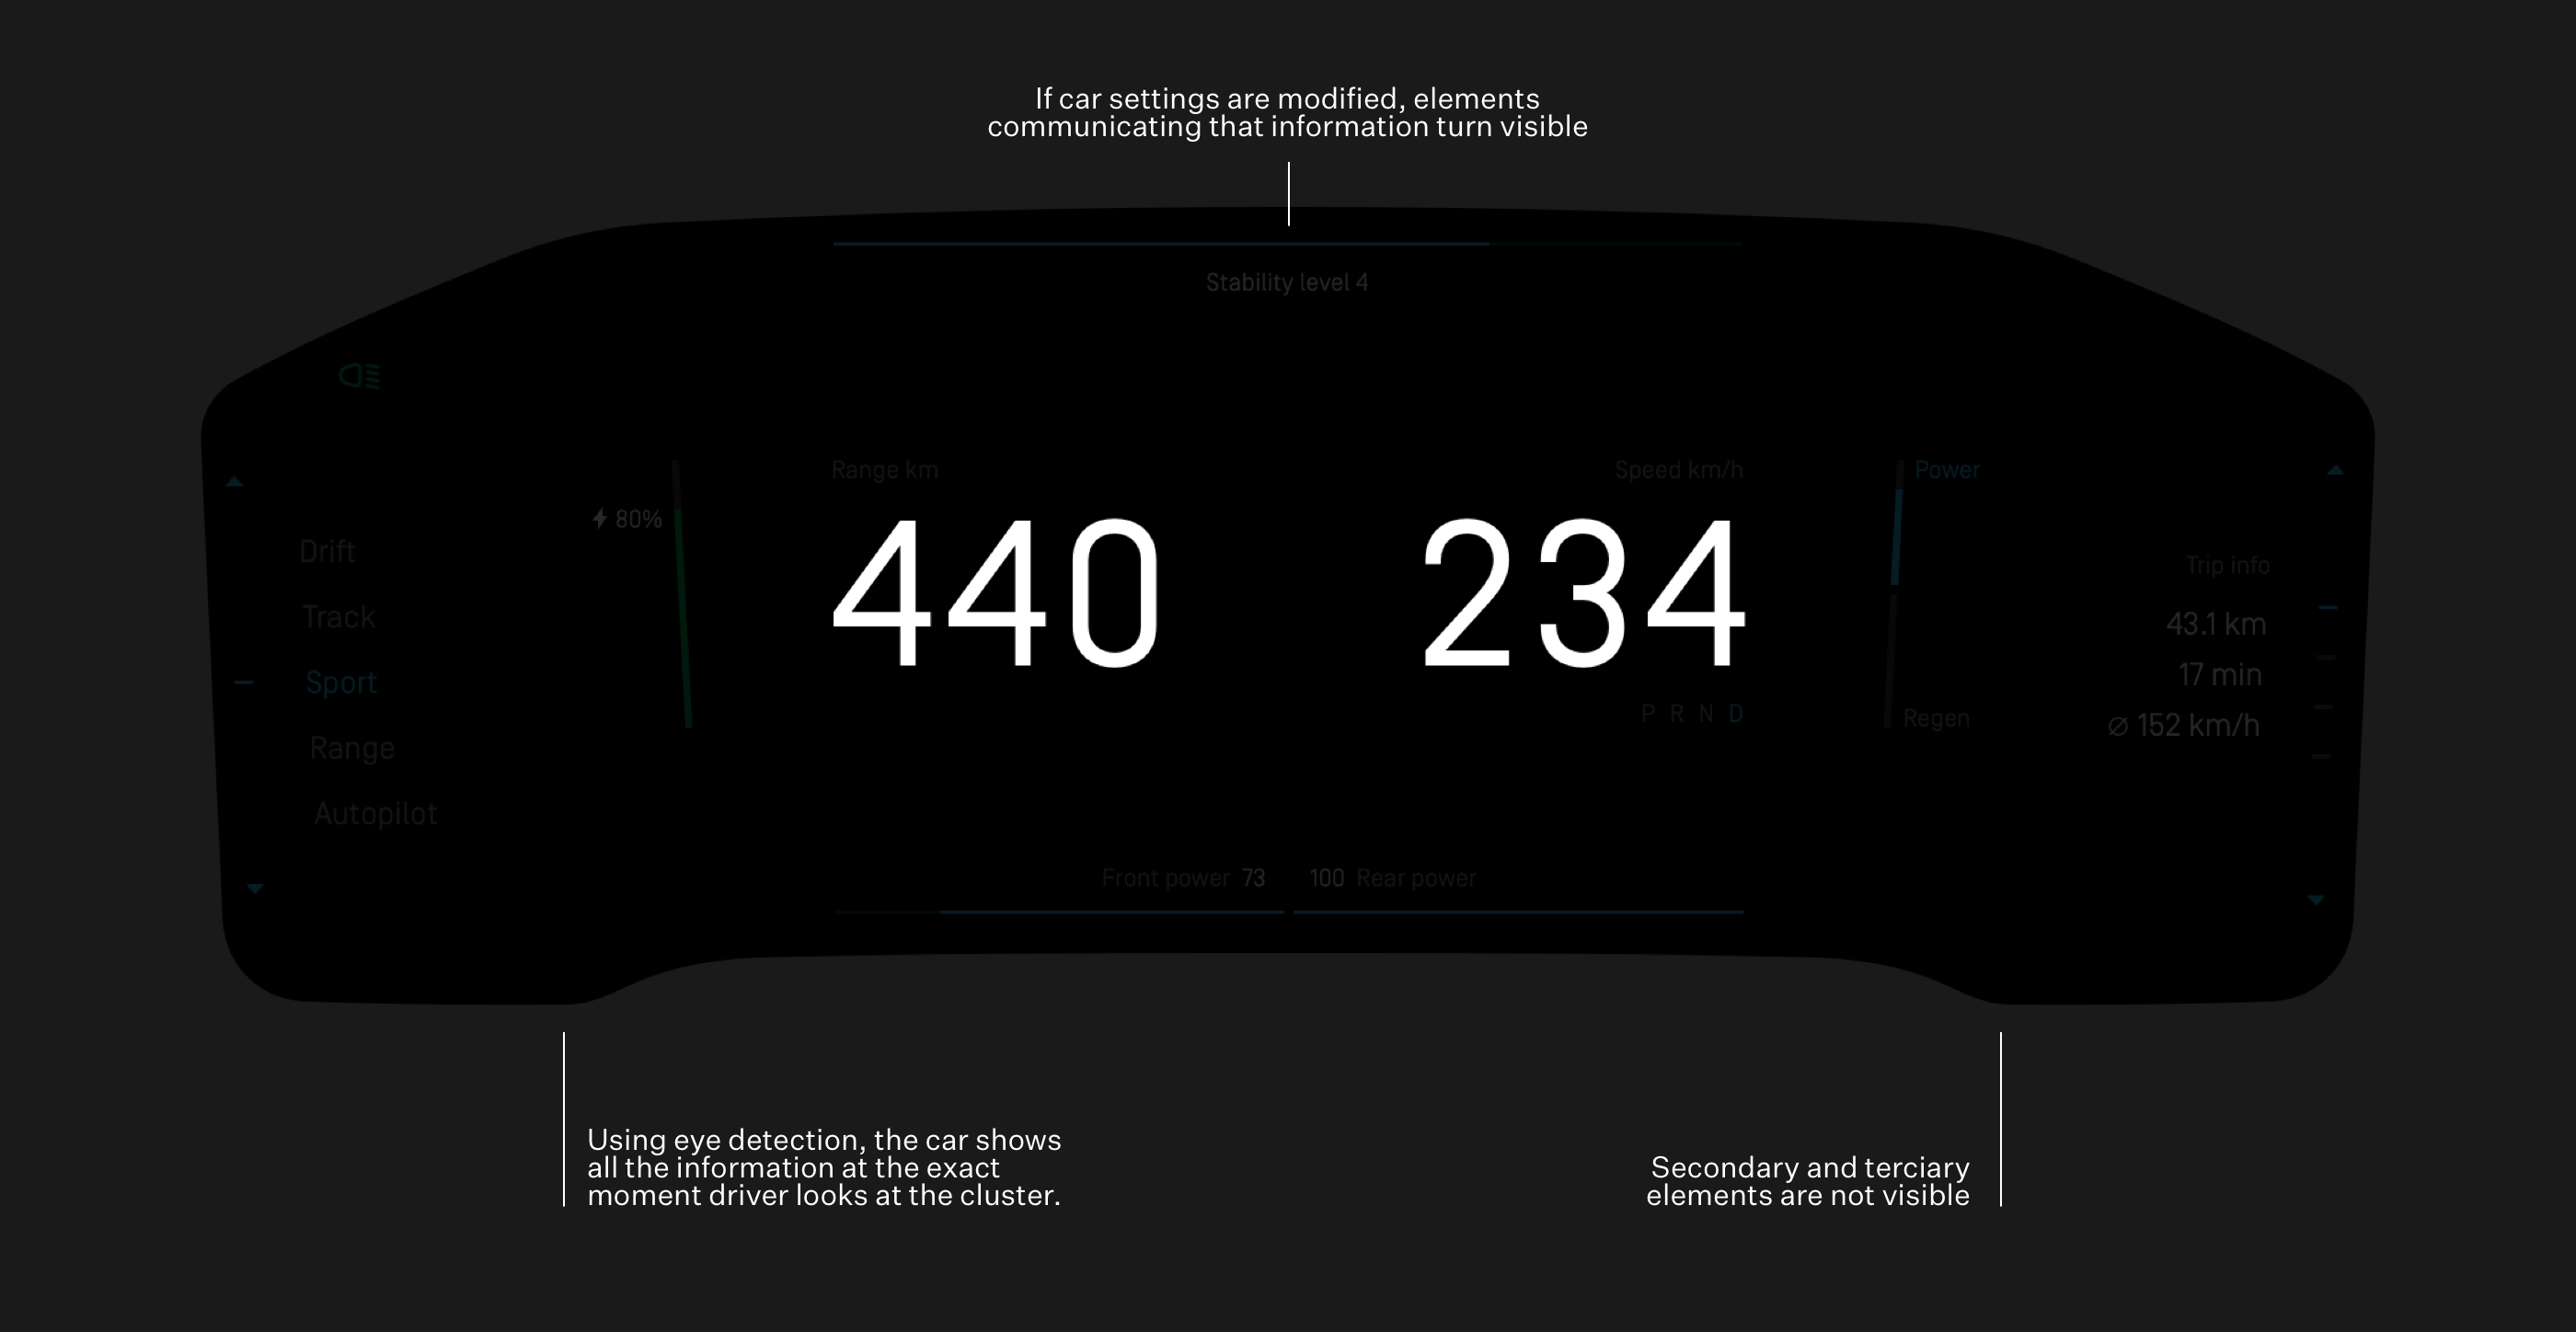 If car settings are modified, elements
communicating that information turn visible
Stability level 4
80%
Drift
Track
Sport
Range
Autopilot
Range km
440
Speed km/h
234
P R N D
Power
Regen
Trip info
43.1 km
17 min
⌀ 152 km/h
Front power 73
100 Rear power
Using eye detection, the car shows
all the information at the exact
moment driver looks at the cluster.
Secondary and terciary
elements are not visible